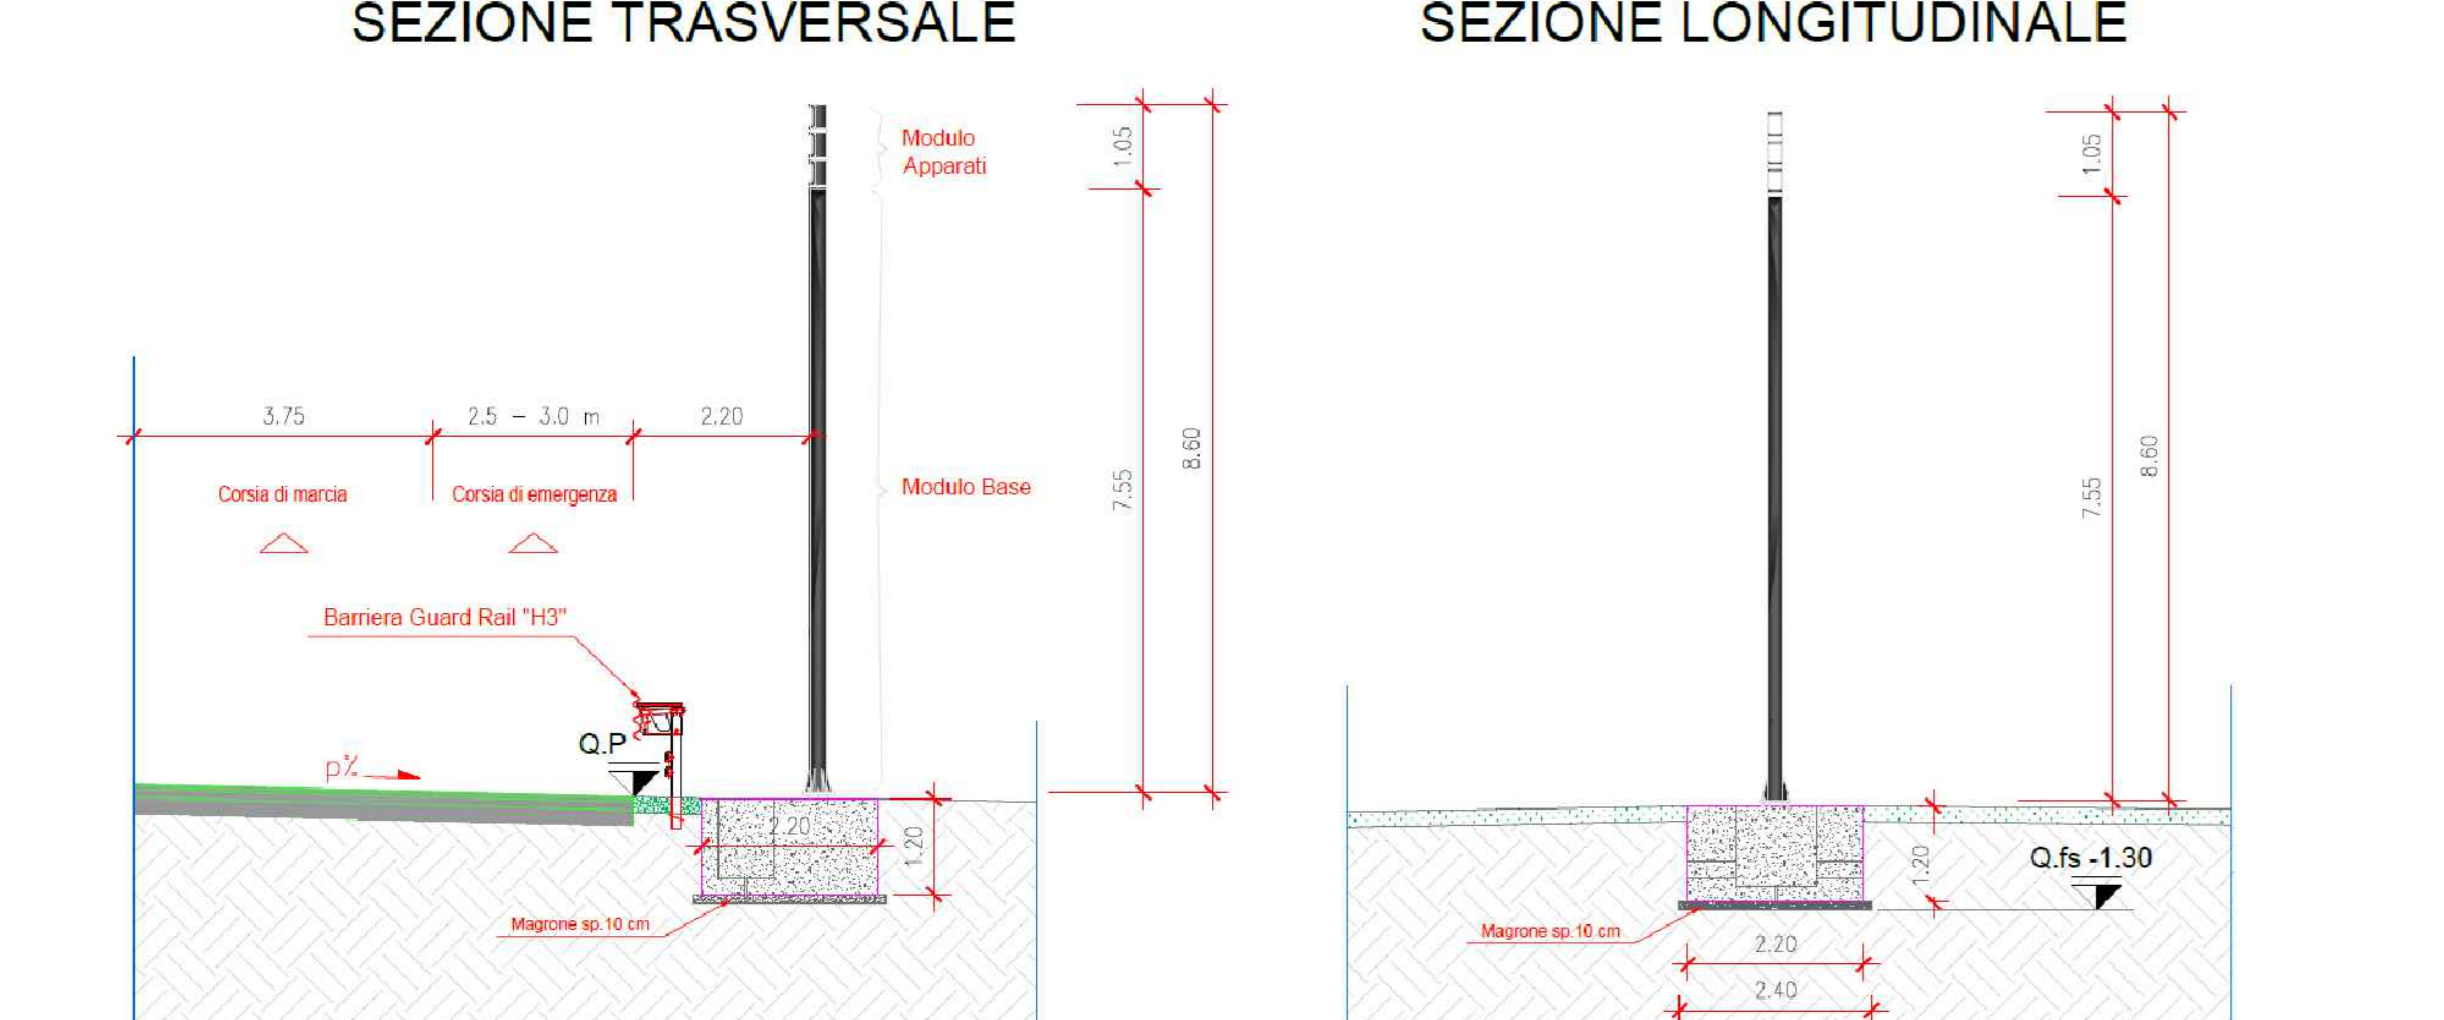 SEZIONE TRASVERSALE
SEZIONE LONGITUDINALE
Modulo
Apparati
1.05
8.60
7.55
3.75
2.5 - 3.0 m
2.20
Corsia di marcia
Corsia di emergenza
Modulo Base
Barriera Guard Rail "H3"
Q.P
p%
2.20
1.20
Magrone sp.10 cm
1.05
8.60
7.55
1.20
Q.fs -1.30
Magrone sp.10 cm
2.20
2.40